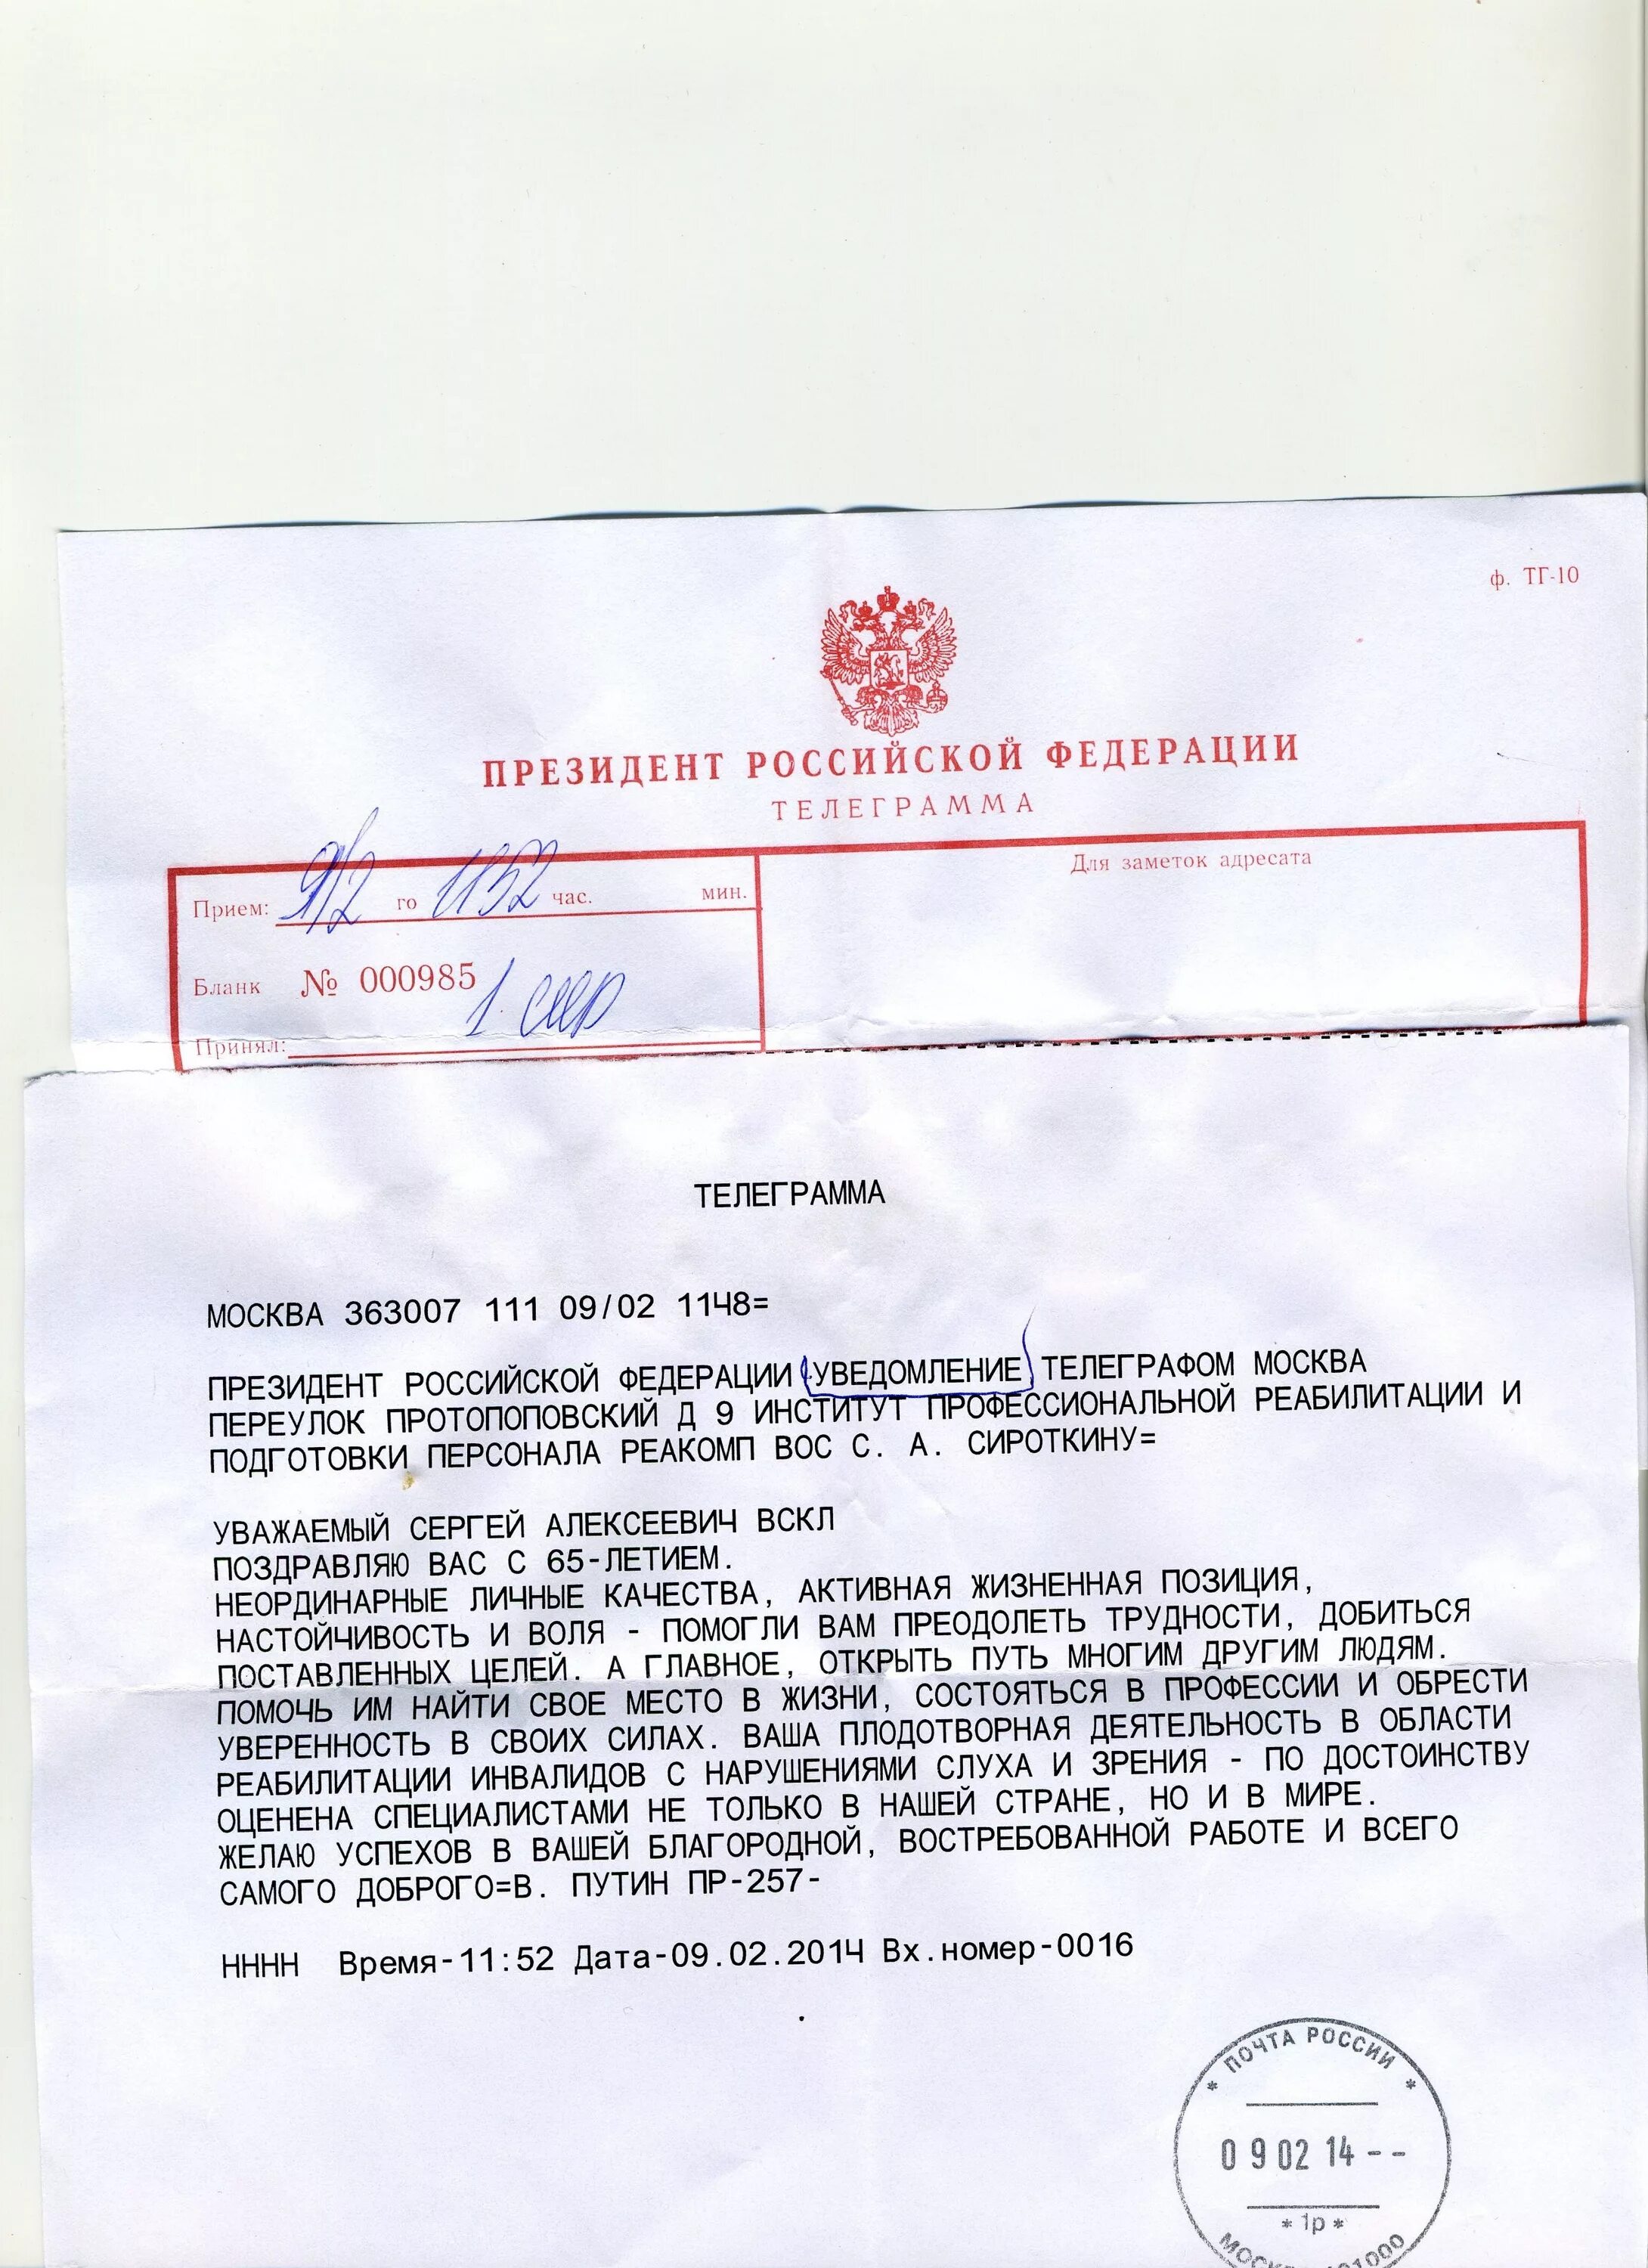 ф. ТГ-10
ПРЕЗИДЕНТ РОССИЙСКОЙ ФЕДЕРАЦИИ
ТЕЛЕГРАММА
Прием: 9/2 го 1152 час. мин.
Для заметок адресата
Бланк № 000985
1.
Принял:
ТЕЛЕГРАММА
МОСКВА 363007 111 09/02 1148=
ПРЕЗИДЕНТ РОССИЙСКОЙ ФЕДЕРАЦИИ УВЕДОМЛЕНИЕ ТЕЛЕГРАФОМ МОСКВА
ПЕРЕУЛОК ПРОТОПОПОВСКИЙ Д 9 ИНСТИТУТ ПРОФЕССИОНАЛЬНОЙ РЕАБИЛИТАЦИИ И
ПОДГОТОВКИ ПЕРСОНАЛА РЕАКОМП ВОС С. А. СИРОТКИНУ=
УВАЖАЕМЫЙ СЕРГЕЙ АЛЕКСЕЕВИЧ ВСКЛ
ПОЗДРАВЛЯЮ ВАС С 65-ЛЕТИЕМ.
НЕОРДИНАРНЫЕ ЛИЧНЫЕ КАЧЕСТВА, АКТИВНАЯ ЖИЗНЕННАЯ ПОЗИЦИЯ,
НАСТОЙЧИВОСТЬ И ВОЛЯ - ПОМОГЛИ ВАМ ПРЕОДОЛЕТЬ ТРУДНОСТИ, ДОБИТЬСЯ
ПОСТАВЛЕННЫХ ЦЕЛЕЙ. А ГЛАВНОЕ, ОТКРЫТЬ ПУТЬ МНОГИМ ДРУГИМ ЛЮДЯМ.
ПОМОЧЬ ИМ НАЙТИ СВОЕ МЕСТО В ЖИЗНИ, СОСТОЯТЬСЯ В ПРОФЕССИИ И ОБРЕСТИ
УВЕРЕННОСТЬ В СВОИХ СИЛАХ. ВАША ПЛОДОТВОРНАЯ ДЕЯТЕЛЬНОСТЬ В ОБЛАСТИ
РЕАБИЛИТАЦИИ ИНВАЛИДОВ С НАРУШЕНИЯМИ СЛУХА И ЗРЕНИЯ - ПО ДОСТОИНСТВУ
ОЦЕНЕНА СПЕЦИАЛИСТАМИ НЕ ТОЛЬКО В НАШЕЙ СТРАНЕ, НО И В МИРЕ.
ЖЕЛАЮ УСПЕХОВ В ВАШЕЙ БЛАГОРОДНОЙ, ВОСТРЕБОВАННОЙ РАБОТЕ И ВСЕГО
САМОГО ДОБРОГО=В. ПУТИН ПР-257-
НННН Время-11:52 Дата-09.02.2014 Вх.номер-0016
* ПОЧТА РОССИИ *
09 02 14 - -
* 1р *